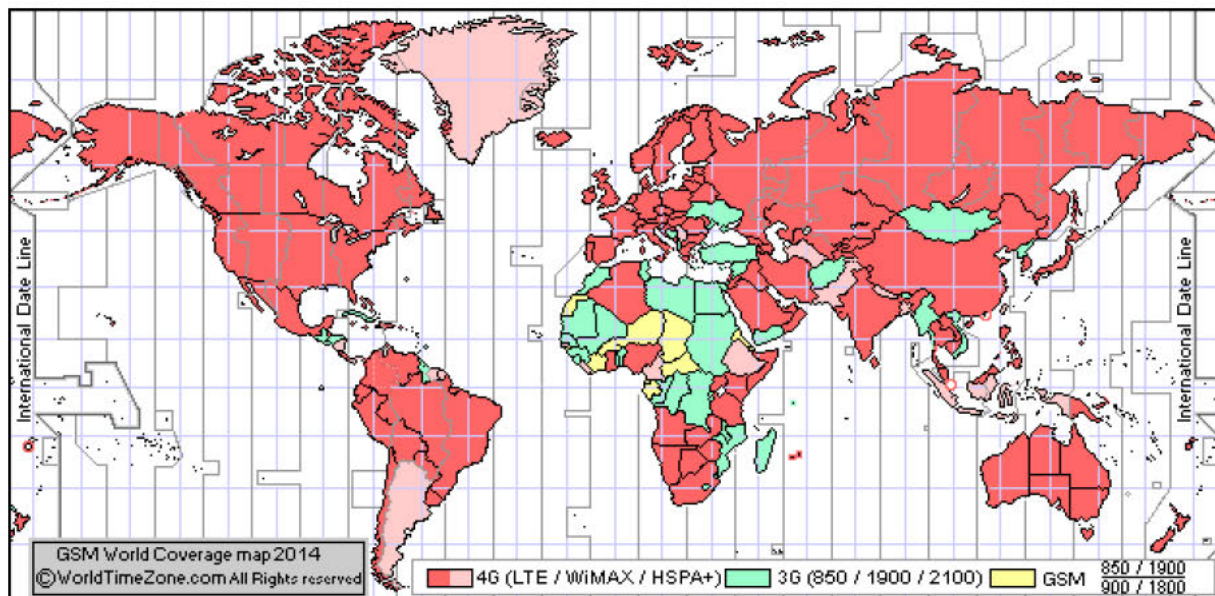 International Date Line
International Date Line
GSM World Coverage map 2014
©WorldTimeZone.com All Rights reserved
4G (LTE / WiMAX / HSPA+)
3G (850 / 1900 / 2100)
GSM
850 / 1900
900 / 1800